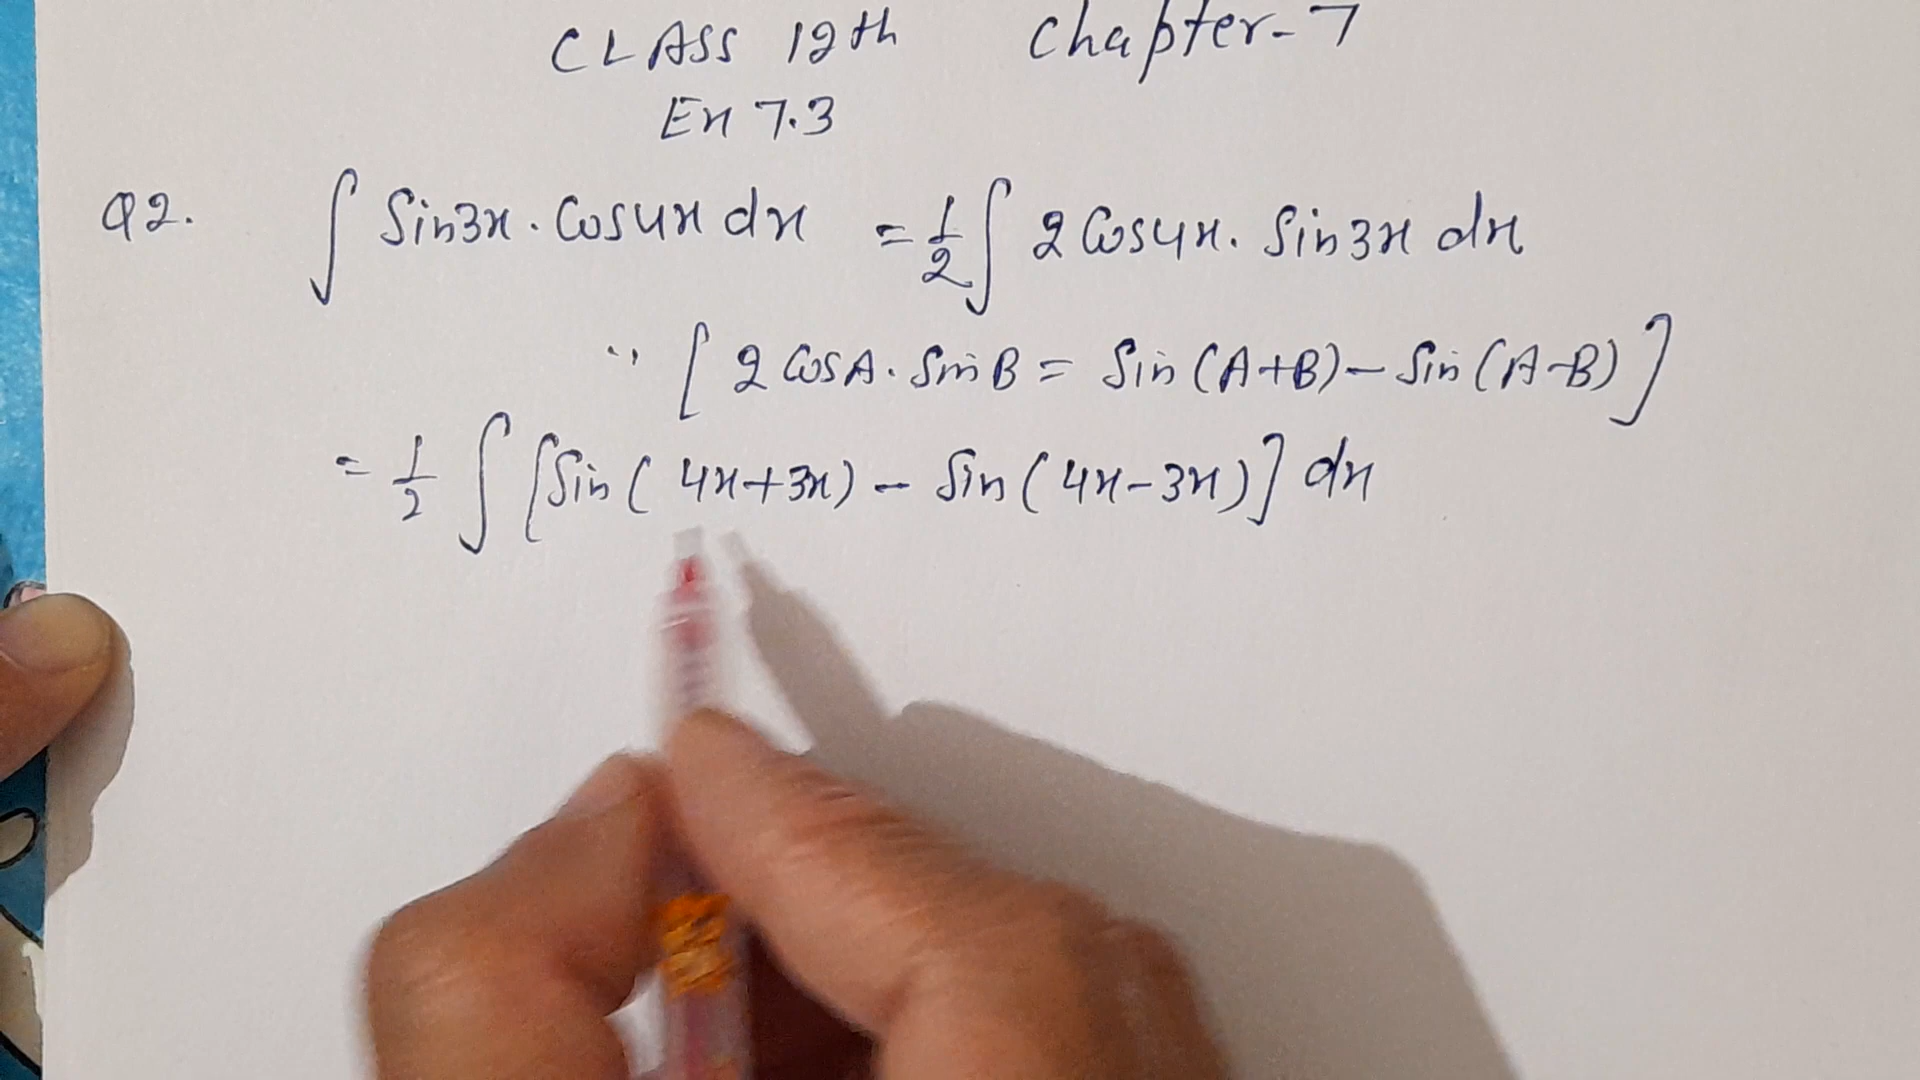 CLASS 12th Chapter-7
Ex 7.3
Q2. ∫ Sin3x . Cos4x dx = 1/2 ∫ 2 Cos4x . Sin3x dx
∵ [ 2 CosA . Sin B = Sin (A+B) - Sin (A-B) ]
= 1/2 ∫ [Sin ( 4x+3x) - Sin ( 4x-3x)] dx